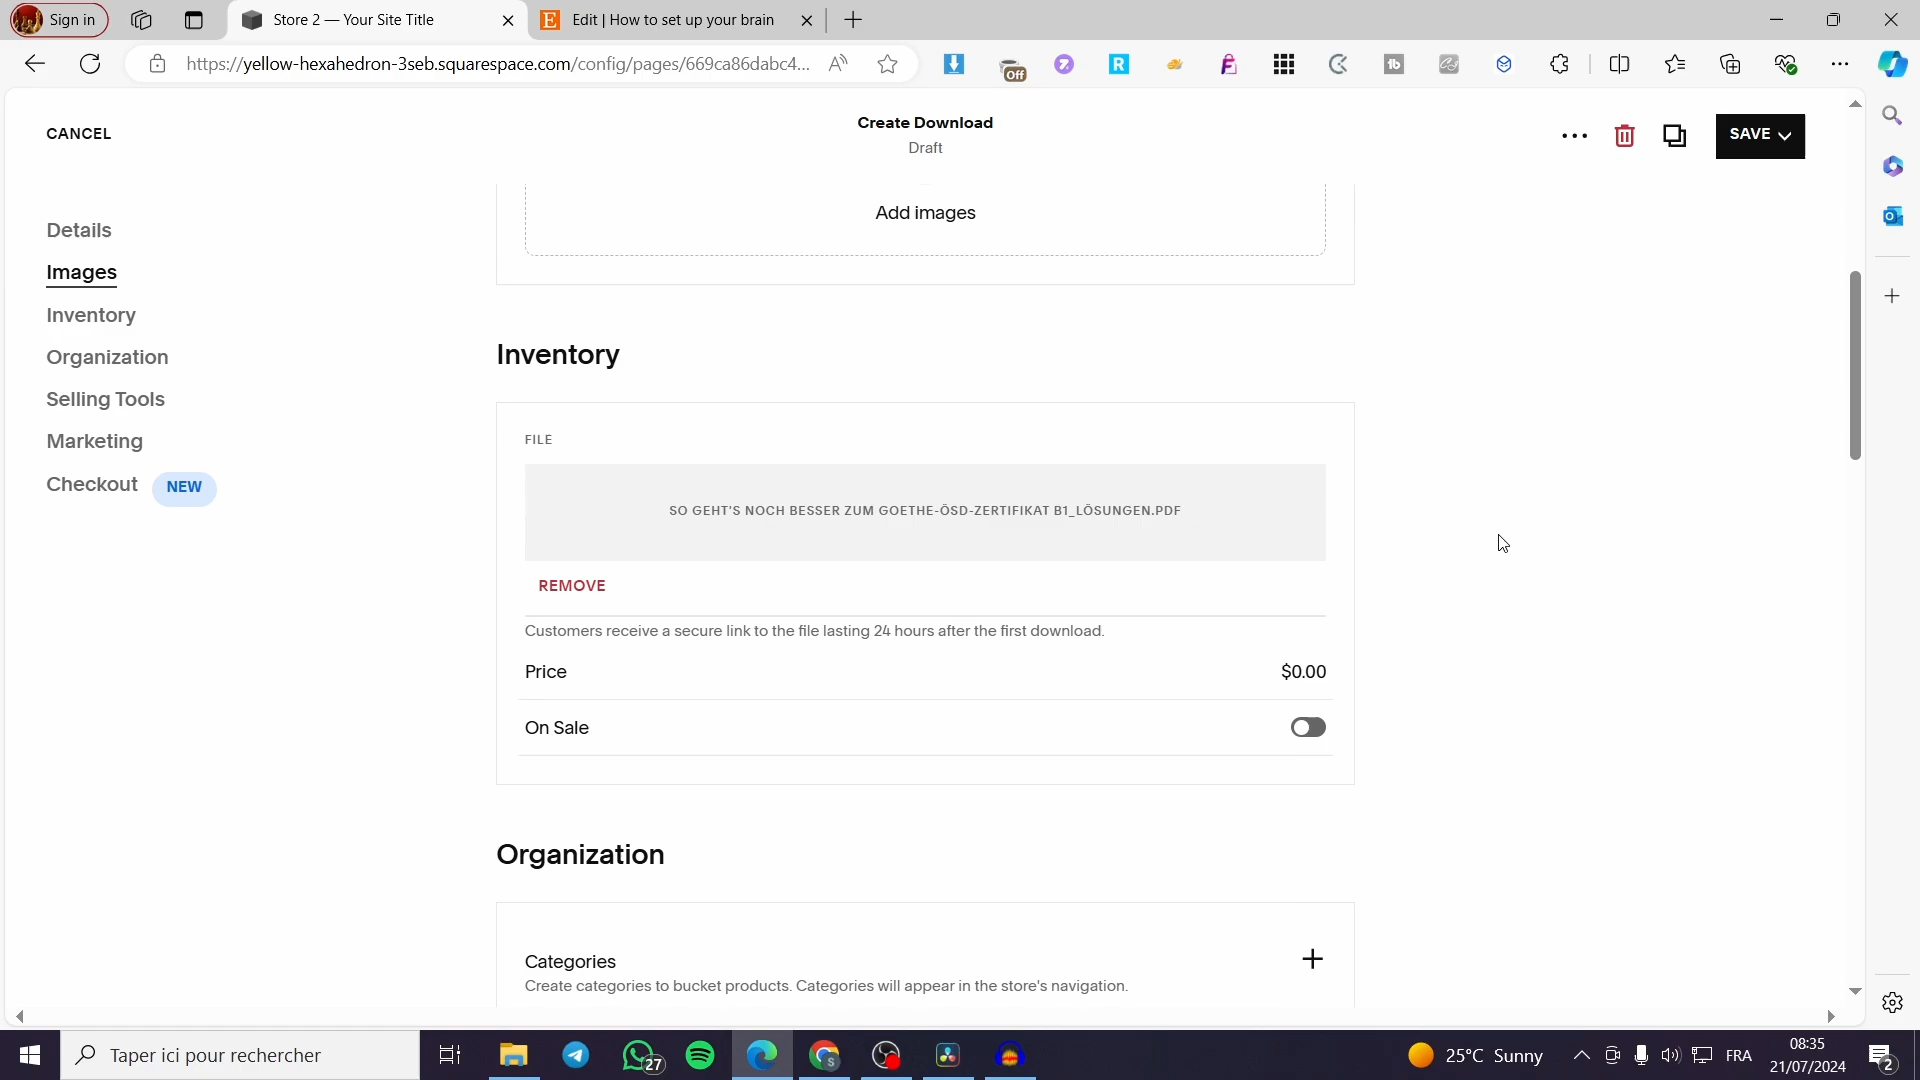 Sign in
Store 2 — Your Site Title
Edit | How to set up your brain
https://yellow-hexahedron-3seb.squarespace.com/config/pages/669ca86dabc4...
Off
CANCEL
Create Download
Draft
SAVE
Details
Images
Inventory
Organization
Selling Tools
Marketing
Checkout NEW
Add images
Inventory
FILE
SO GEHT'S NOCH BESSER ZUM GOETHE-ÖSD-ZERTIFIKAT B1_LÖSUNGEN.PDF
REMOVE
Customers receive a secure link to the file lasting 24 hours after the first download.
Price $0.00
On Sale
Organization
Categories
Create categories to bucket products. Categories will appear in the store's navigation.
Taper ici pour rechercher
27
25°C Sunny
FRA
08:35
21/07/2024
2